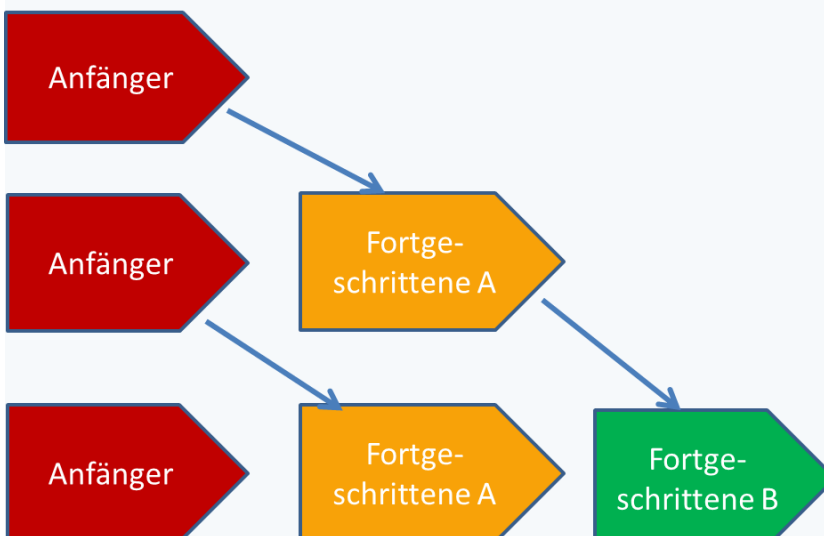 Anfänger
Anfänger
Fortge-
schrittene A
Anfänger
Fortge-
schrittene A
Fortge-
schrittene B